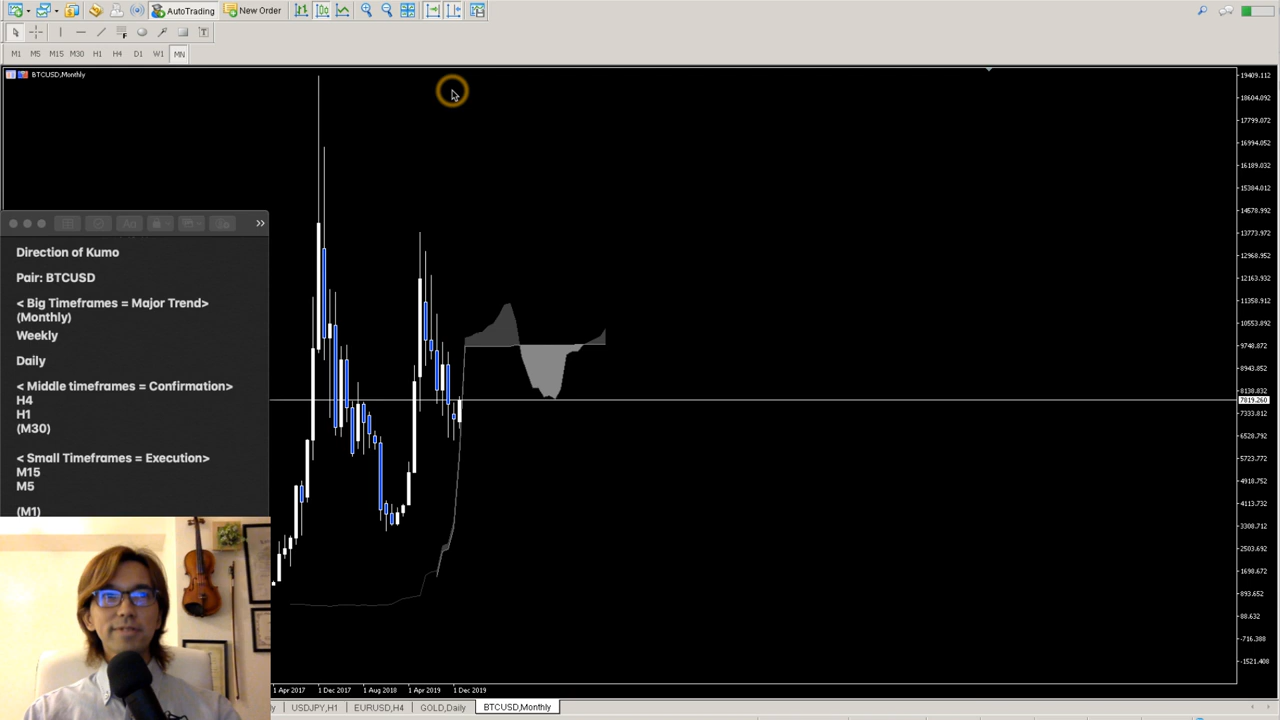 AutoTrading
New Order
T
M1 M5 M15 M30 H1 H4 D1 W1 MN
BTCUSD,Monthly
19409.112
18604.092
17799.072
16994.052
16189.032
15384.012
14578.992
13773.972
12968.952
12163.932
11358.912
10553.892
9748.872
8943.852
8138.832
7819.260
7333.812
6528.792
5723.772
4918.752
4113.732
3308.712
2503.692
1698.672
893.652
88.632
-716.388
-1521.408
Aa
Direction of Kumo
Pair: BTCUSD
< Big Timeframes = Major Trend>
(Monthly)
Weekly
Daily
< Middle timeframes = Confirmation>
H4
H1
(M30)
< Small Timeframes = Execution>
M15
M5
(M1)
1 Apr 2017 1 Dec 2017 1 Aug 2018 1 Apr 2019 1 Dec 2019
USDJPY,H1 EURUSD,H4 GOLD,Daily BTCUSD,Monthly